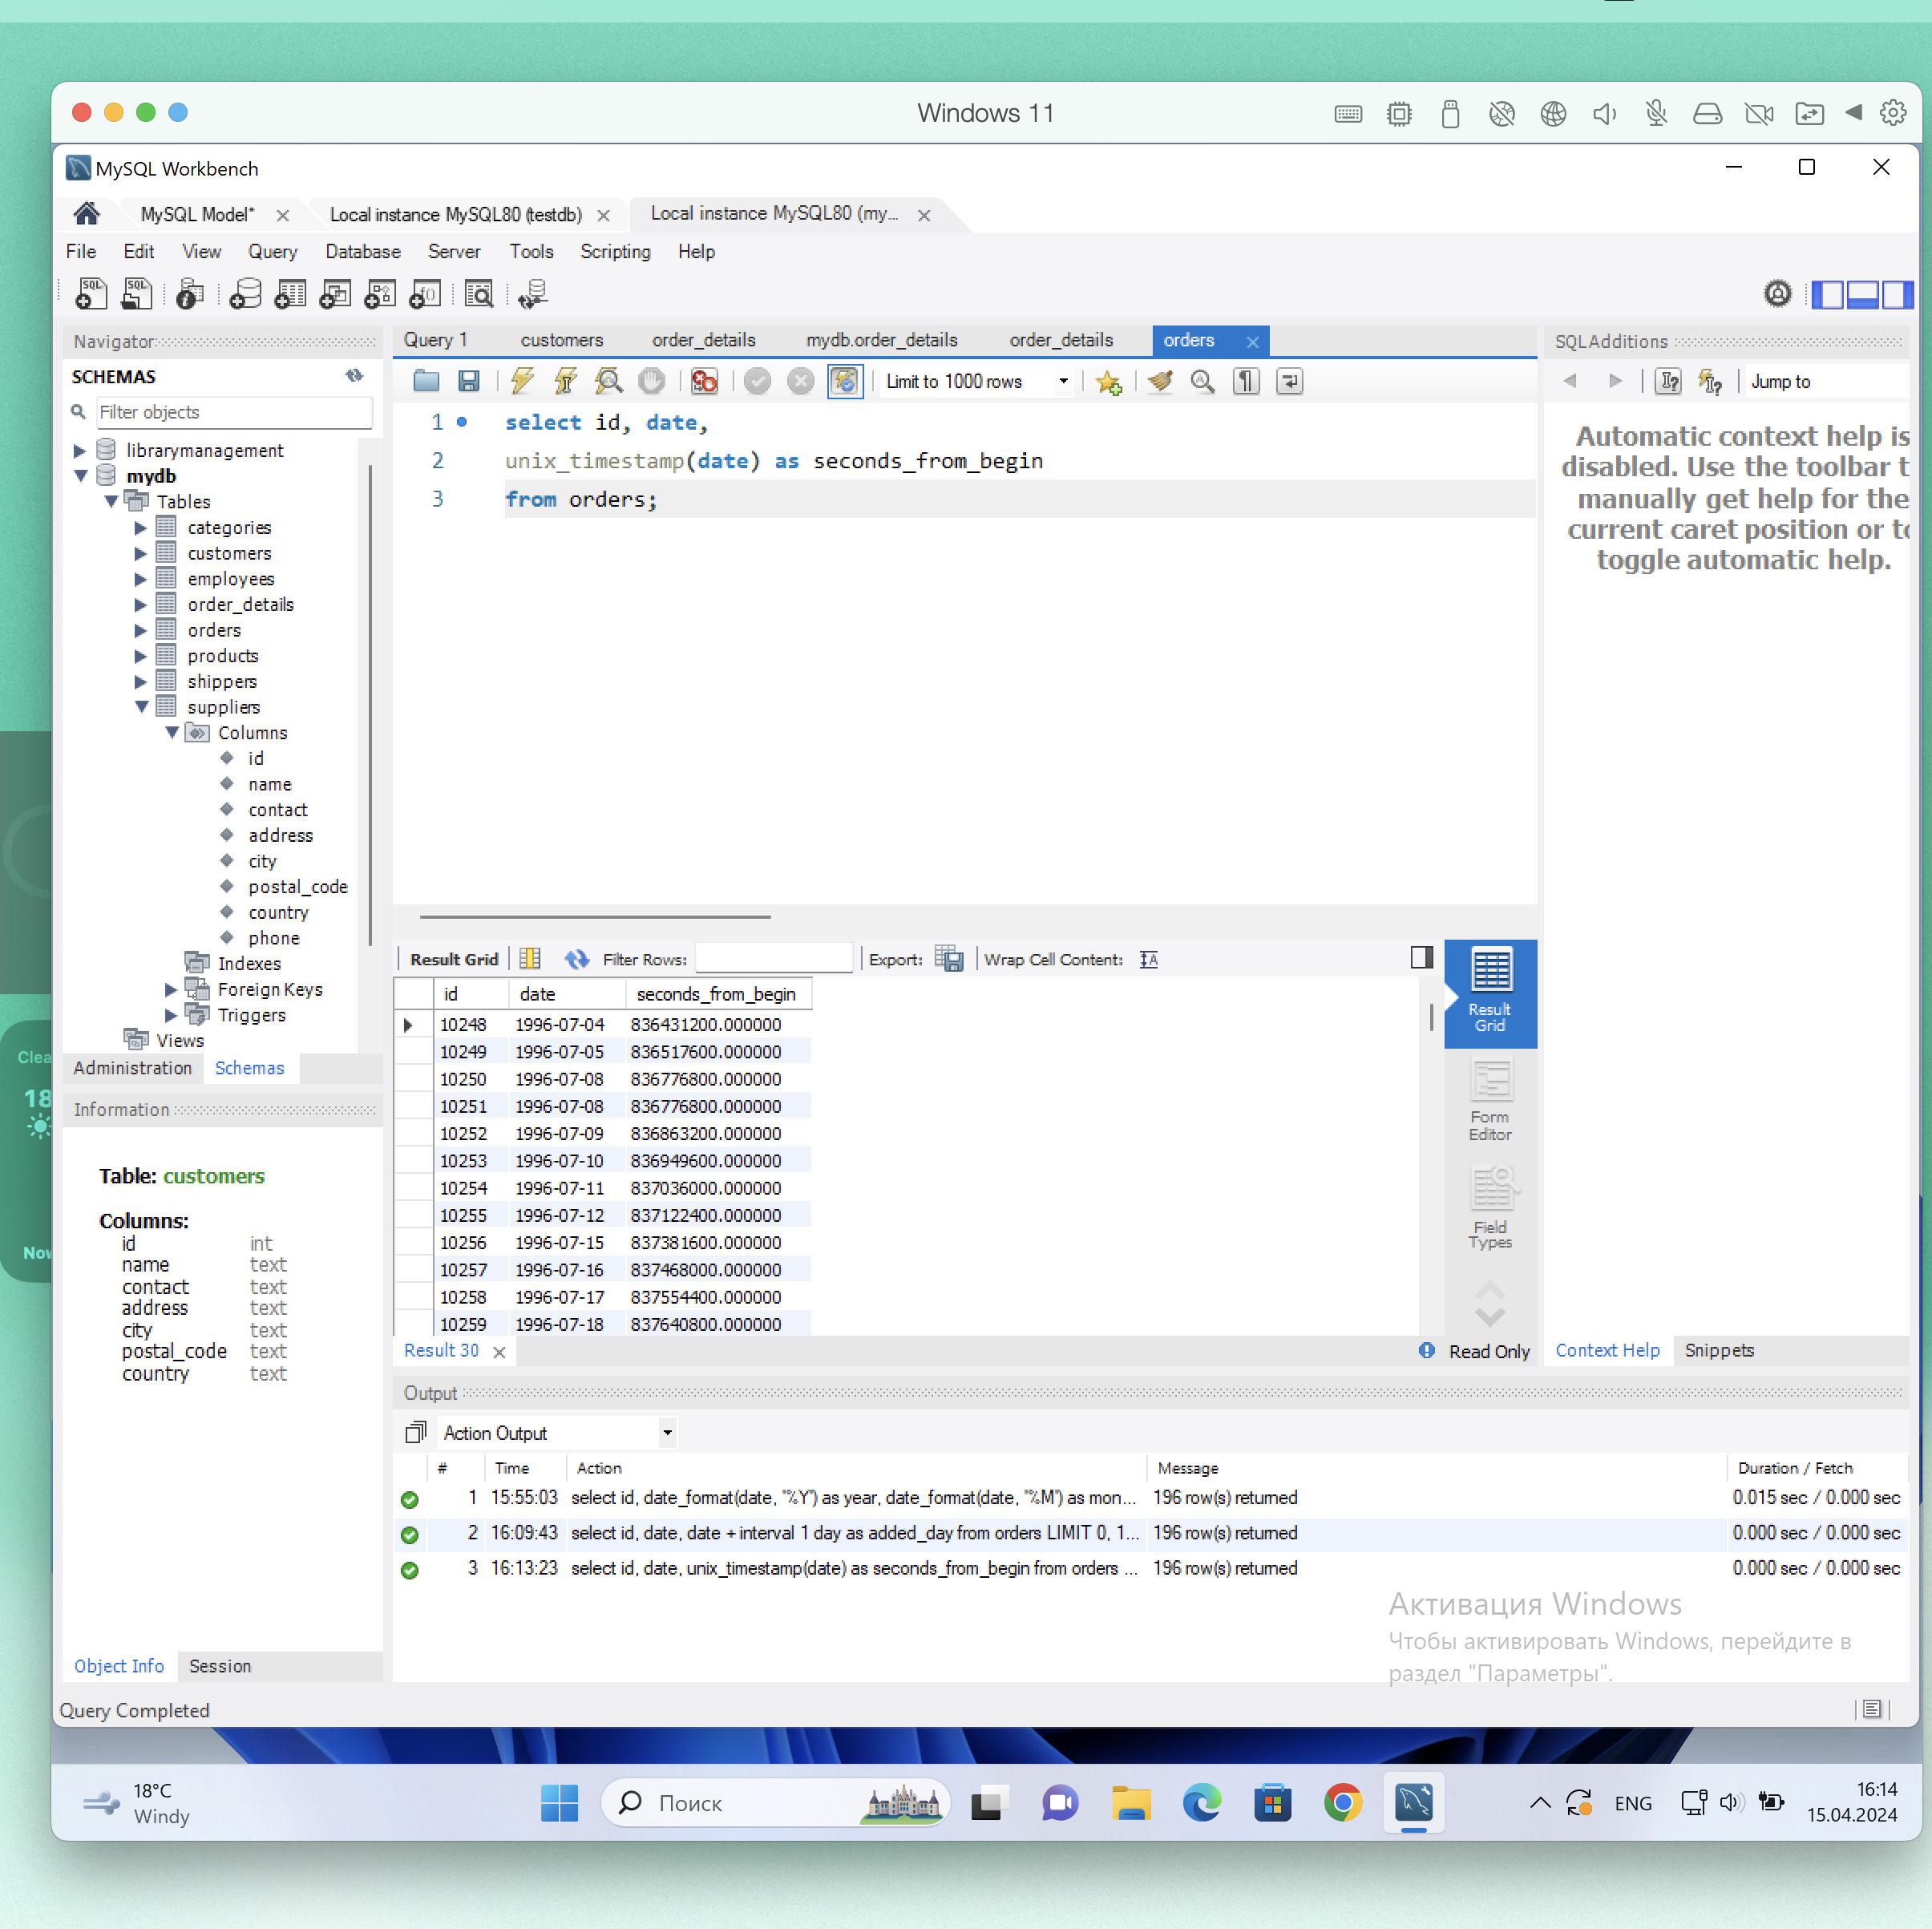 Windows 11
MySQL Workbench
MySQL Model*
Local instance MySQL80 (testdb)
Local instance MySQL80 (my...
File Edit View Query Database Server Tools Scripting Help
Navigator
SCHEMAS
Filter objects
librarymanagement
mydb
Tables
categories
customers
employees
order_details
orders
products
shippers
suppliers
Columns
id
name
contact
address
city
postal_code
country
phone
Indexes
Foreign Keys
Triggers
Views
Administration Schemas
Information
Table: customers
Columns:
id int
name text
contact text
address text
city text
postal_code text
country text
Object Info Session
Query Completed
Query 1 customers order_details mydb.order_details order_details orders
Limit to 1000 rows
1 select id, date,
2 unix_timestamp(date) as seconds_from_begin
3 from orders;
Result Grid Filter Rows: Export: Wrap Cell Content:
id date seconds_from_begin
10248 1996-07-04 836431200.000000
10249 1996-07-05 836517600.000000
10250 1996-07-08 836776800.000000
10251 1996-07-08 836776800.000000
10252 1996-07-09 836863200.000000
10253 1996-07-10 836949600.000000
10254 1996-07-11 837036000.000000
10255 1996-07-12 837122400.000000
10256 1996-07-15 837381600.000000
10257 1996-07-16 837468000.000000
10258 1996-07-17 837554400.000000
10259 1996-07-18 837640800.000000
Result
Grid
Form
Editor
Field
Types
Result 30
Read Only
SQLAdditions
Jump to
Automatic context help is
disabled. Use the toolbar t
manually get help for the
current caret position or to
toggle automatic help.
Context Help Snippets
Output
Action Output
# Time Action Message Duration / Fetch
1 15:55:03 select id, date_format(date, "%Y") as year, date_format(date, "%M") as mon... 196 row(s) returned 0.015 sec / 0.000 sec
2 16:09:43 select id, date, date + interval 1 day as added_day from orders LIMIT 0, 1... 196 row(s) returned 0.000 sec / 0.000 sec
3 16:13:23 select id, date, unix_timestamp(date) as seconds_from_begin from orders ... 196 row(s) returned 0.000 sec / 0.000 sec
Активация Windows
Чтобы активировать Windows, перейдите в
раздел "Параметры".
Clea
18
Now
18°C
Windy
Поиск
ENG
16:14
15.04.2024